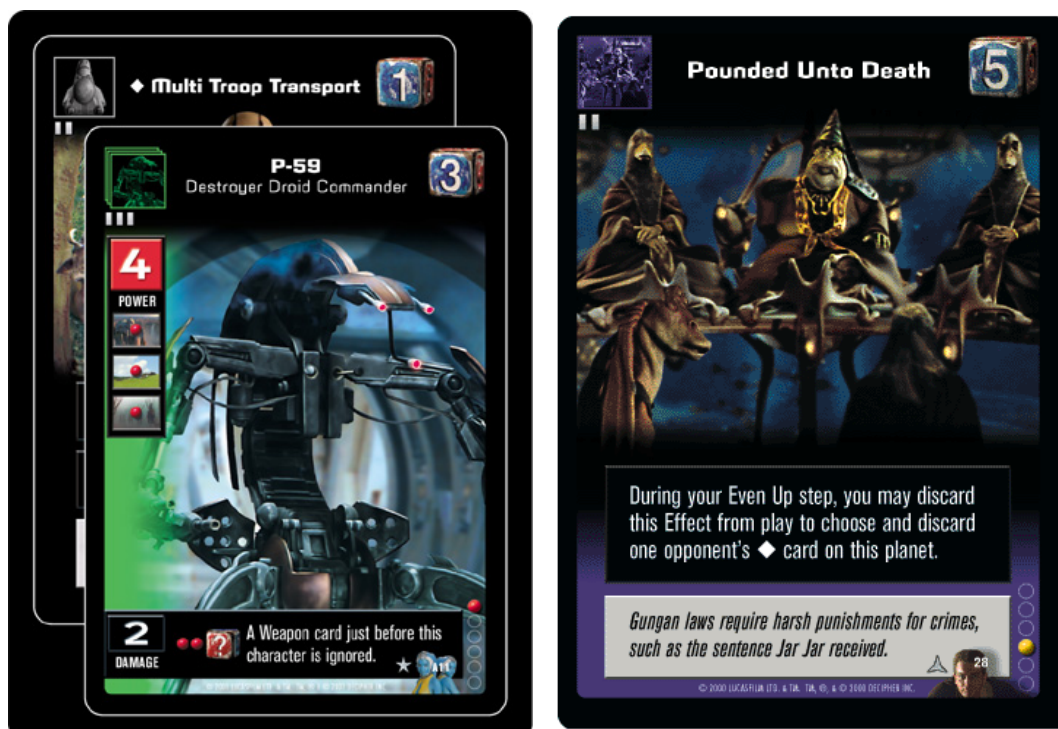 ◆ Multi Troop Transport
1
P-59
Destroyer Droid Commander
3
4
POWER
2
DAMAGE
?
A Weapon card just before this
character is ignored.
Pounded Unto Death
5
During your Even Up step, you may discard
this Effect from play to choose and discard
one opponent's ◆ card on this planet.
Gungan laws require harsh punishments for crimes,
such as the sentence Jar Jar received.
28
© 2000 LUCASFILM LTD. & TM. TM, ®, & © 2000 DECIPHER INC.